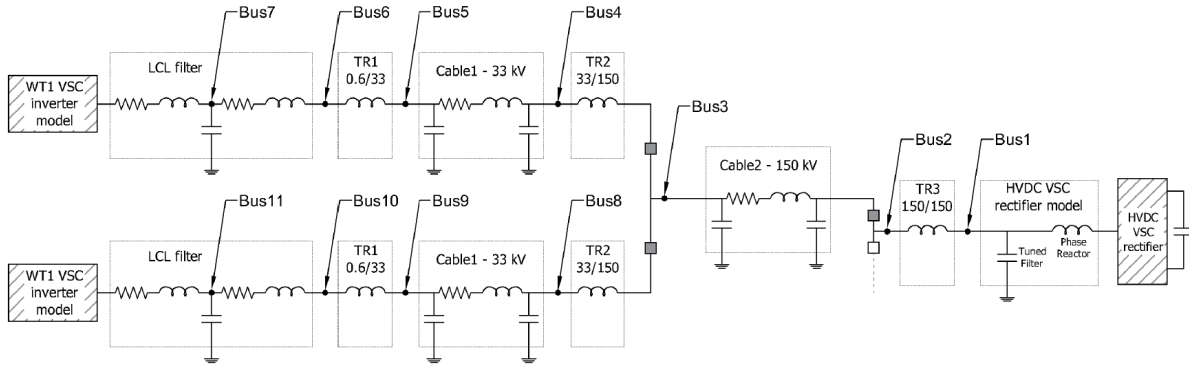 Bus7
Bus6
Bus5
Bus4
LCL filter
TR1
0.6/33
Cable1 - 33 kV
TR2
33/150
WT1 VSC
inverter
model
Bus3
Cable2 - 150 kV
Bus2
Bus1
TR3
150/150
HVDC VSC
rectifier model
Phase
Reactor
Tuned
Filter
HVDC
VSC
rectifier
Bus11
Bus10
Bus9
Bus8
LCL filter
TR1
0.6/33
Cable1 - 33 kV
TR2
33/150
WT1 VSC
inverter
model